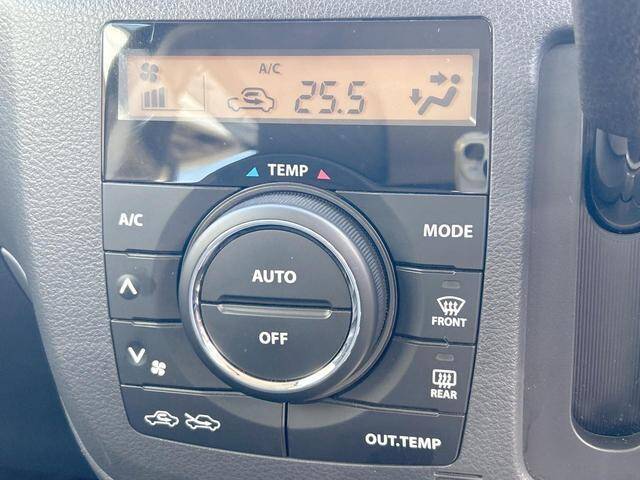 A/C
25.5
TEMP
A/C
MODE
AUTO
OFF
FRONT
REAR
OUT.TEMP